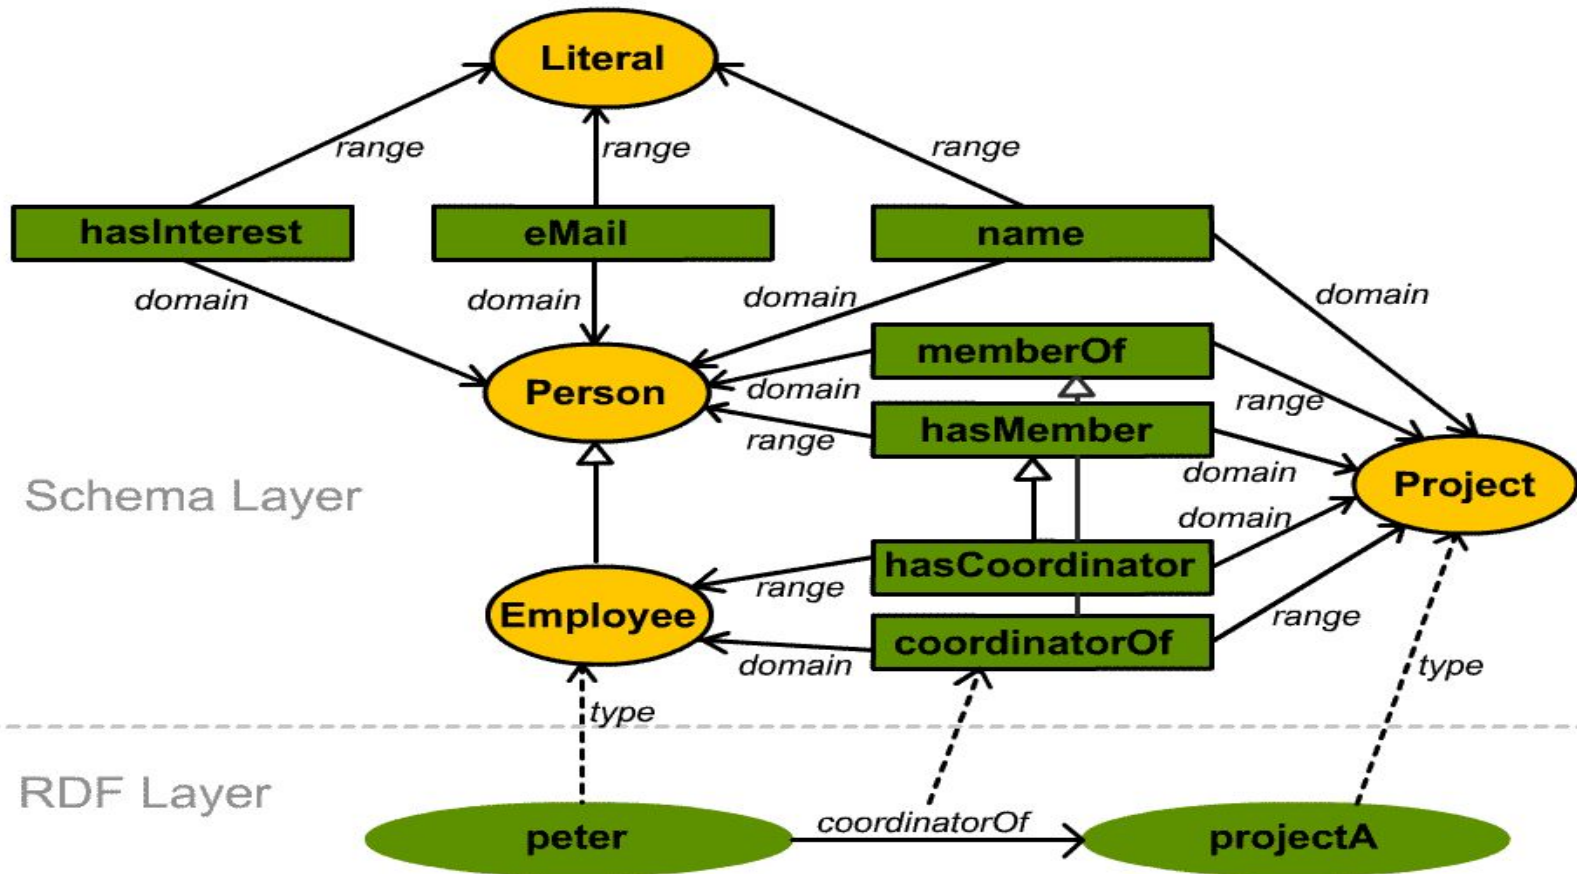 Literal
range
range
range
hasInterest
eMail
name
domain
domain
domain
domain
memberOf
Person
domain
range
hasMember
range
domain
Project
Schema Layer
domain
hasCoordinator
range
Employee
range
coordinatorOf
domain
type
type
RDF Layer
peter
coordinatorOf
projectA